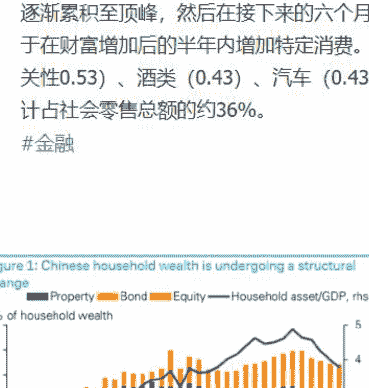 逐渐累积至顶峰，然后在接下来的六个月
于在财富增加后的半年内增加特定消费。
关性0.53）、酒类（0.43）、汽车（0.43
计占社会零售总额的约36%。
#金融
gure 1: Chinese household wealth is undergoing a structural
ange
Property Bond Equity Household asset/GDP, rhs
of household wealth
5
4